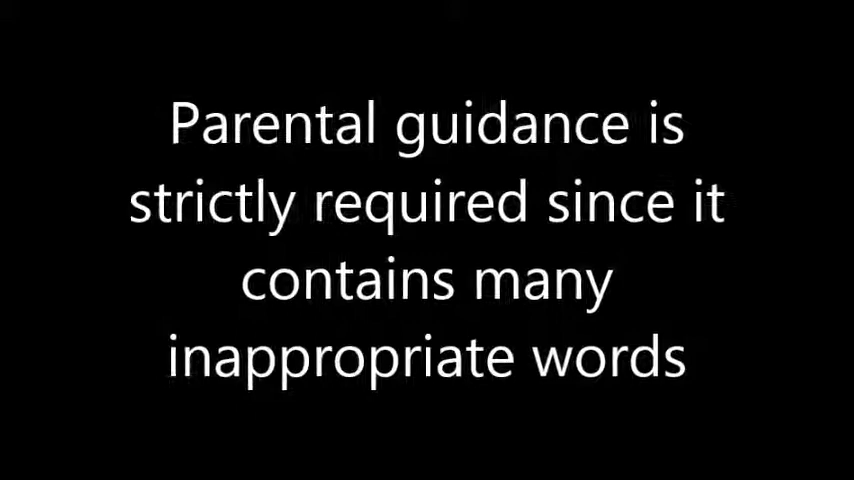 Parental guidance is
strictly required since it
contains many
inappropriate words